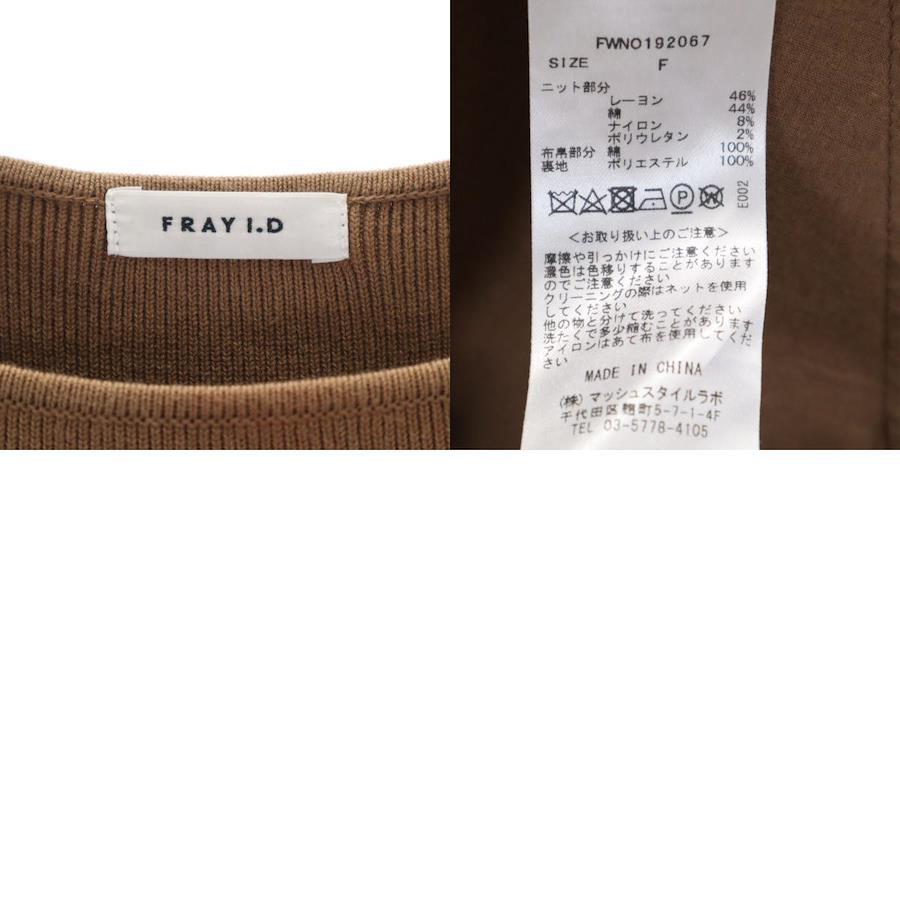 FRAY I.D
FWNO192067
SIZE F
ニット部分
レーヨン 46%
綿 44%
ナイロン 8%
ポリウレタン 2%
布帛部分 綿 100%
裏地 ポリエステル 100%
P W
E002
<お取り扱い上のご注意>
摩擦や引っかけにご注意ください
濃色は色移りすることがあります
のでご注意ください
クリーニングの際はネットを使用
してください
他の物と分けて洗ってください
洗たくで多少縮むことがあります
アイロンはあて布を使用してくだ
さい
MADE IN CHINA
(株)マッシュスタイルラボ
千代田区麹町5-7-1-4F
TEL 03-5778-4105